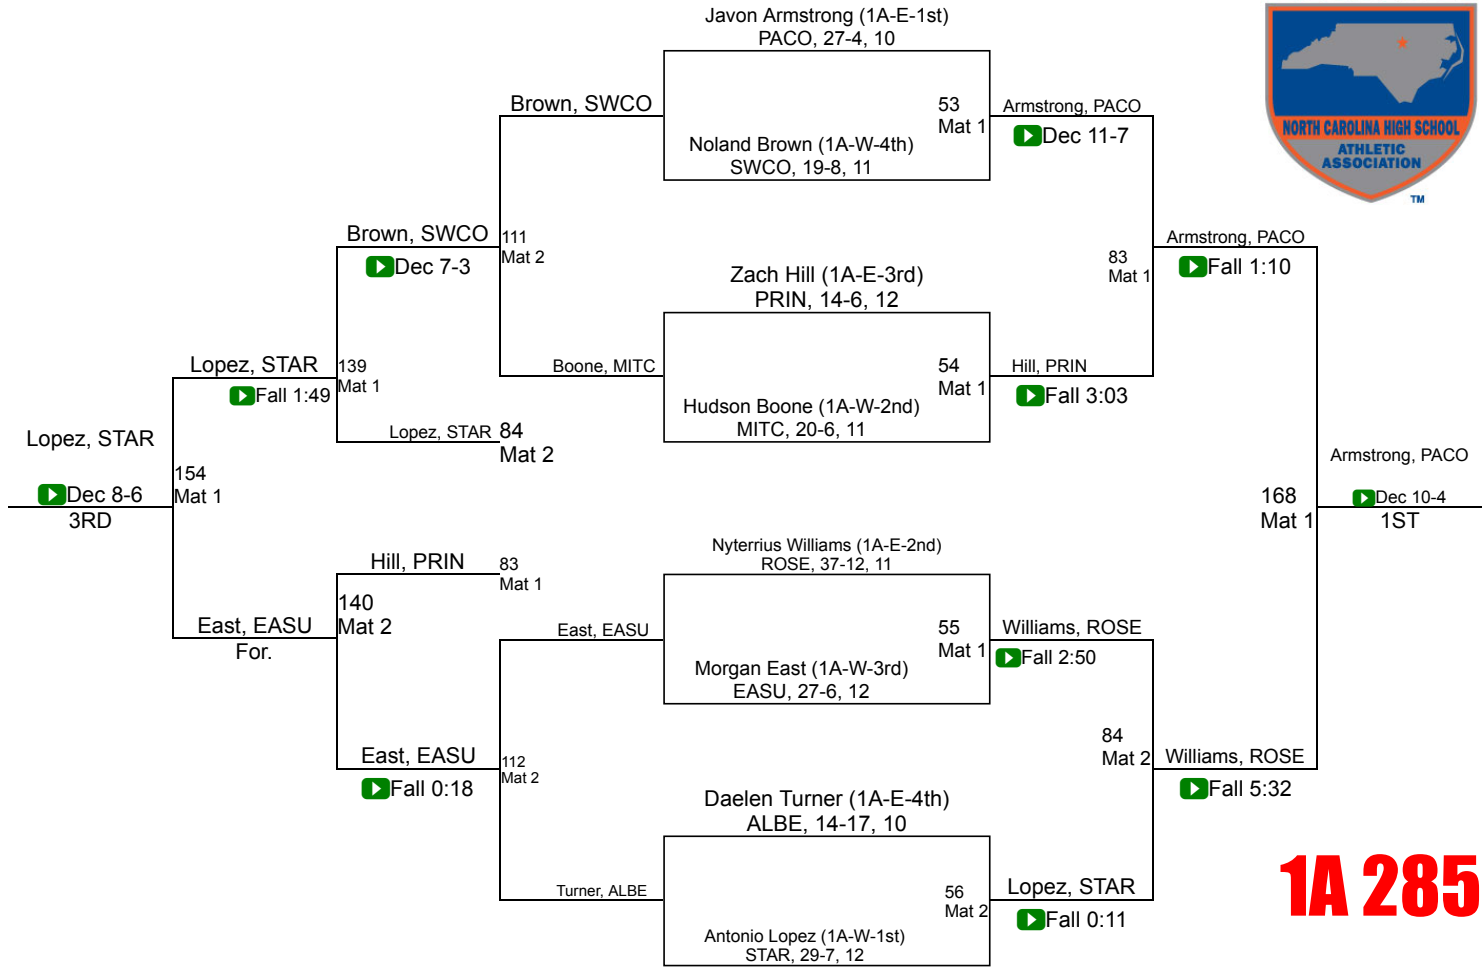 Javon Armstrong (1A-E-1st)
PACO, 27-4, 10
Brown, SWCO
53
Mat 1
Armstrong, PACO
Dec 11-7
Noland Brown (1A-W-4th)
SWCO, 19-8, 11
NORTH CAROLINA HIGH SCHOOL
ATHLETIC
ASSOCIATION
TM
Brown, SWCO
Dec 7-3
111
Mat 2
83
Mat 1
Armstrong, PACO
Fall 1:10
Zach Hill (1A-E-3rd)
PRIN, 14-6, 12
Lopez, STAR
Fall 1:49
139
Mat 1
Boone, MITC
54
Mat 1
Hill, PRIN
Fall 3:03
Hudson Boone (1A-W-2nd)
MITC, 20-6, 11
Lopez, STAR
84
Mat 2
Lopez, STAR
Dec 8-6
3RD
154
Mat 1
168
Mat 1
Armstrong, PACO
Dec 10-4
1ST
Nyterrius Williams (1A-E-2nd)
ROSE, 37-12, 11
Hill, PRIN
83
Mat 1
140
Mat 2
East, EASU
For.
East, EASU
55
Mat 1
Williams, ROSE
Fall 2:50
Morgan East (1A-W-3rd)
EASU, 27-6, 12
East, EASU
Fall 0:18
112
Mat 2
84
Mat 2
Williams, ROSE
Fall 5:32
Daelen Turner (1A-E-4th)
ALBE, 14-17, 10
Turner, ALBE
56
Mat 2
Lopez, STAR
Fall 0:11
Antonio Lopez (1A-W-1st)
STAR, 29-7, 12
1A 285